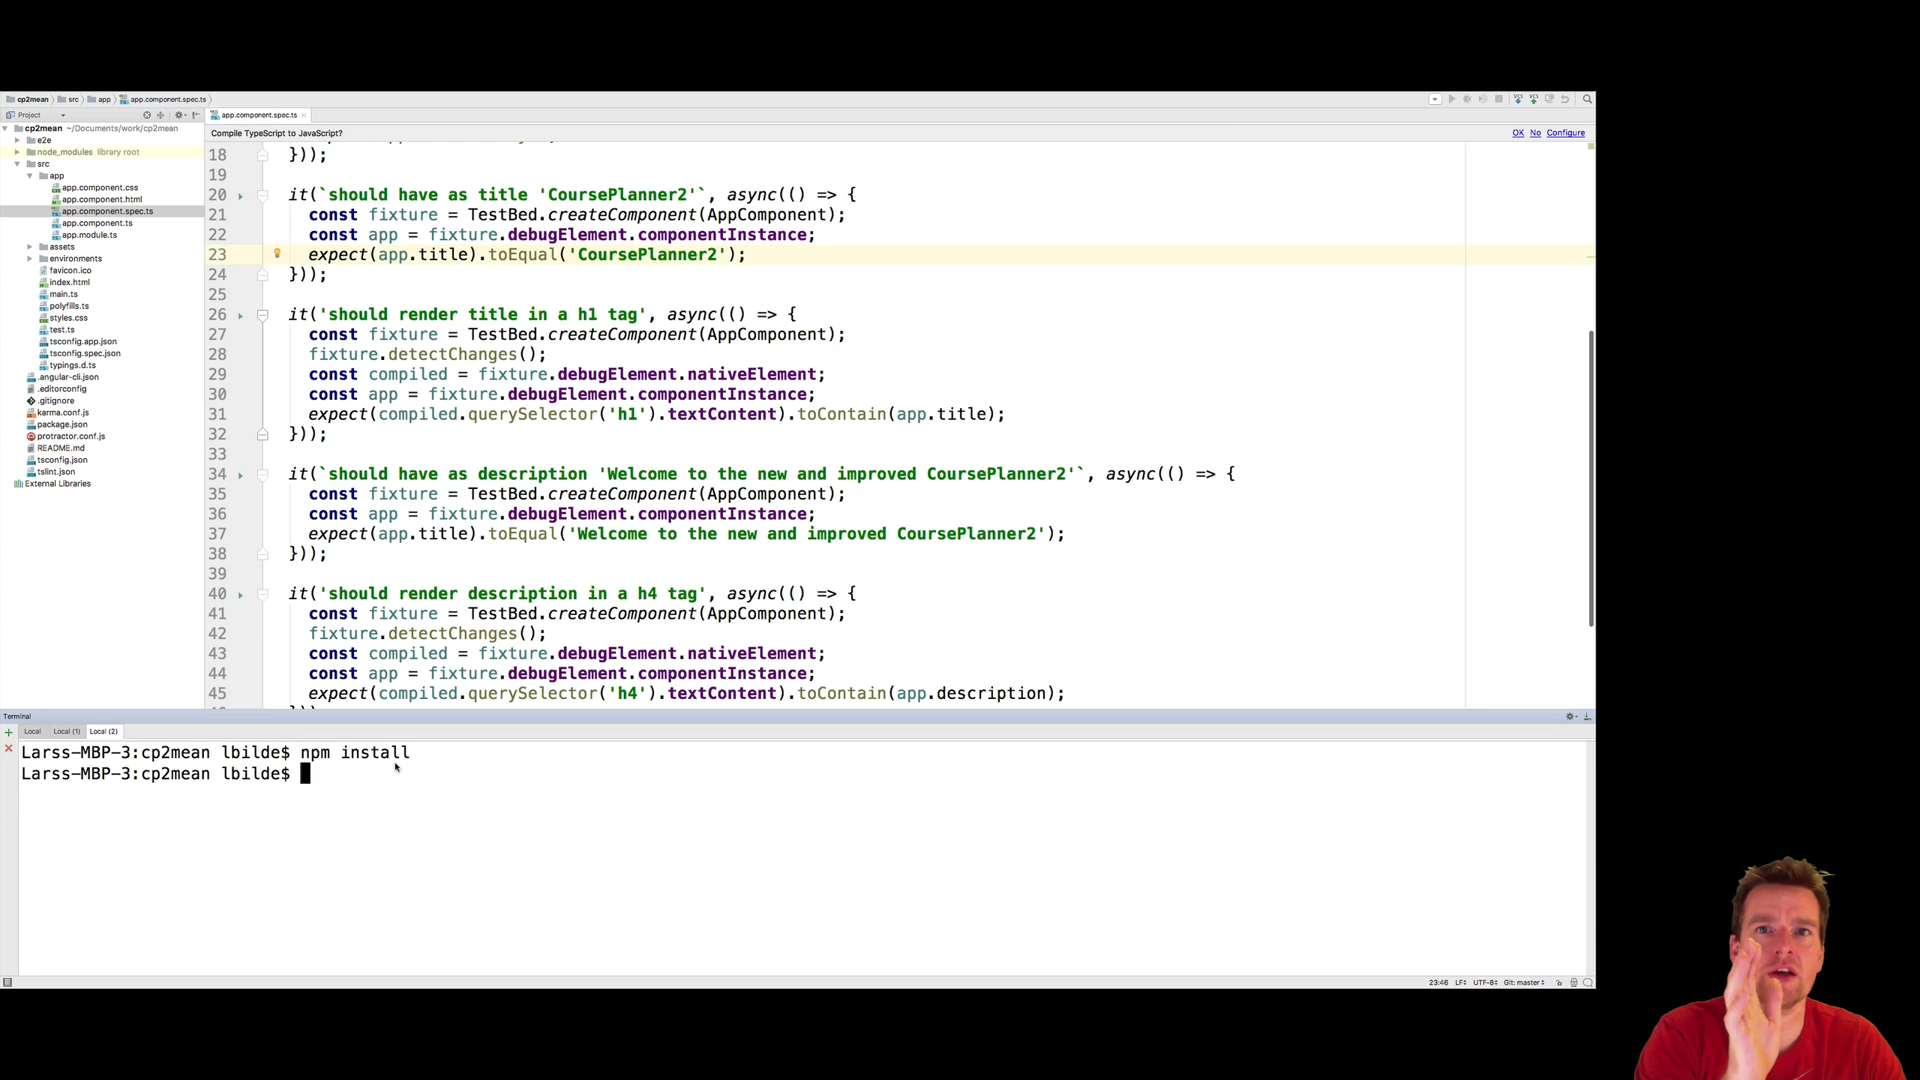 cp2mean src app app.component.spec.ts
Project
app.component.spec.ts
cp2mean ~/Documents/work/cp2mean
e2e
node_modules library root
src
app
app.component.css
app.component.html
app.component.spec.ts
app.component.ts
app.module.ts
assets
environments
favicon.ico
index.html
main.ts
polyfills.ts
styles.css
test.ts
tsconfig.app.json
tsconfig.spec.json
typings.d.ts
.angular-cli.json
.editorconfig
.gitignore
karma.conf.js
package.json
protractor.conf.js
README.md
tsconfig.json
tslint.json
External Libraries
Compile TypeScript to JavaScript? OK No Configure
18 }));
19
20 it(`should have as title 'CoursePlanner2'`, async(() => {
21 const fixture = TestBed.createComponent(AppComponent);
22 const app = fixture.debugElement.componentInstance;
23 expect(app.title).toEqual('CoursePlanner2');
24 }));
25
26 it('should render title in a h1 tag', async(() => {
27 const fixture = TestBed.createComponent(AppComponent);
28 fixture.detectChanges();
29 const compiled = fixture.debugElement.nativeElement;
30 const app = fixture.debugElement.componentInstance;
31 expect(compiled.querySelector('h1').textContent).toContain(app.title);
32 }));
33
34 it(`should have as description 'Welcome to the new and improved CoursePlanner2'`, async(() => {
35 const fixture = TestBed.createComponent(AppComponent);
36 const app = fixture.debugElement.componentInstance;
37 expect(app.title).toEqual('Welcome to the new and improved CoursePlanner2');
38 }));
39
40 it('should render description in a h4 tag', async(() => {
41 const fixture = TestBed.createComponent(AppComponent);
42 fixture.detectChanges();
43 const compiled = fixture.debugElement.nativeElement;
44 const app = fixture.debugElement.componentInstance;
45 expect(compiled.querySelector('h4').textContent).toContain(app.description);
Terminal
Local Local (1) Local (2)
Larss-MBP-3:cp2mean lbilde$ npm install
Larss-MBP-3:cp2mean lbilde$
23:46 LF÷ UTF-8÷ Git: master÷